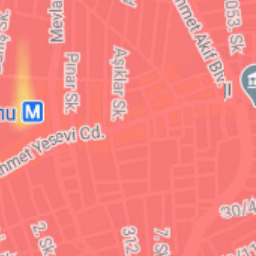 Sk
Mevla
Pınar Sk
Aşıklar Sk
hmet Akif Blv.
053. Sk
nu M
hmet Yesevi Cd.
2. Sk
312
7. Sk
30/4